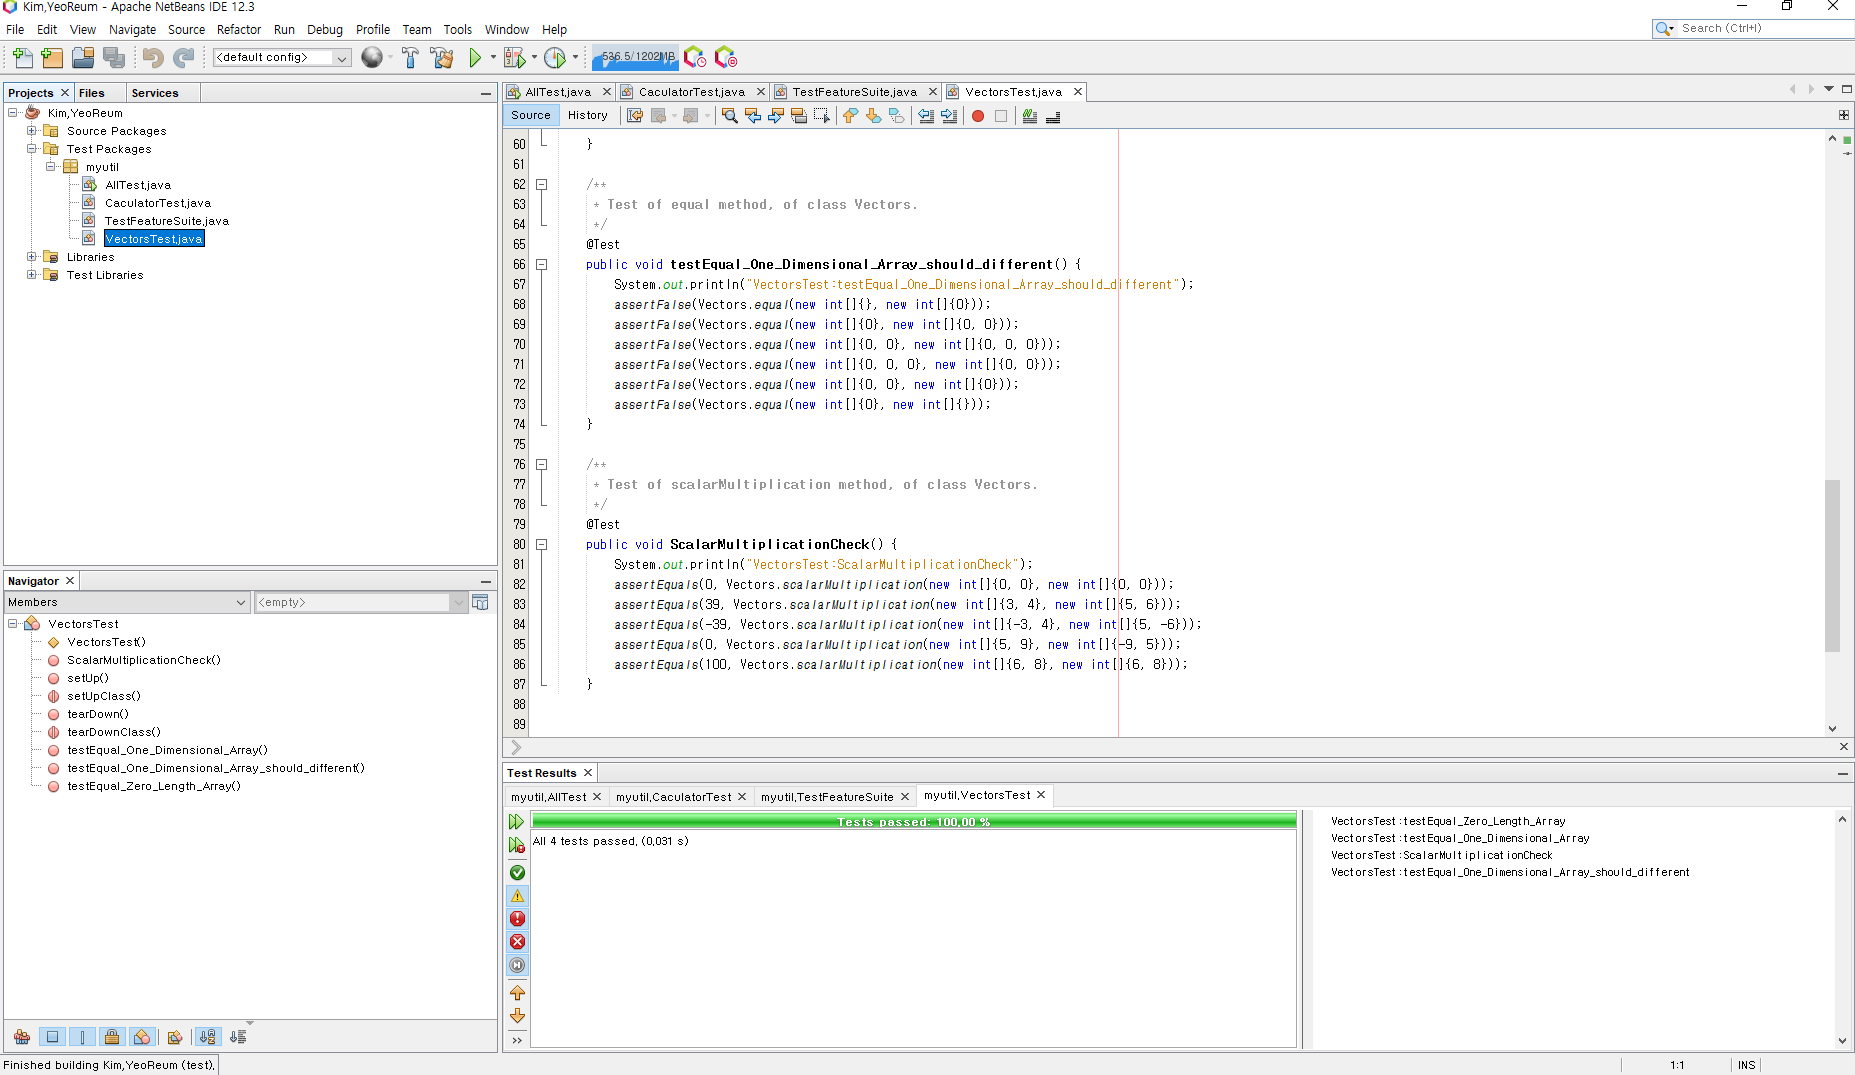 Kim,YeoReum - Apache NetBeans IDE 12.3
File Edit View Navigate Source Refactor Run Debug Profile Team Tools Window Help
Search (Ctrl+I)
<default config>
536.5/1202MB
Projects
Files
Services
Kim,YeoReum
Source Packages
Test Packages
myutil
AllTest.java
CaculatorTest.java
TestFeatureSuite.java
VectorsTest.java
Libraries
Test Libraries
Navigator
Members
<empty>
VectorsTest
VectorsTest()
ScalarMultiplicationCheck()
setUp()
setUpClass()
tearDown()
tearDownClass()
testEqual_One_Dimensional_Array()
testEqual_One_Dimensional_Array_should_different()
testEqual_Zero_Length_Array()
AllTest.java
CaculatorTest.java
TestFeatureSuite.java
VectorsTest.java
Source
History
60 }
61
62 /**
63 * Test of equal method, of class Vectors.
64 */
65 @Test
66 public void testEqual_One_Dimensional_Array_should_different() {
67 System.out.println("VectorsTest:testEqual_One_Dimensional_Array_should_different");
68 assertFalse(Vectors.equal(new int[]{}, new int[]{0}));
69 assertFalse(Vectors.equal(new int[]{0}, new int[]{0, 0}));
70 assertFalse(Vectors.equal(new int[]{0, 0}, new int[]{0, 0, 0}));
71 assertFalse(Vectors.equal(new int[]{0, 0, 0}, new int[]{0, 0}));
72 assertFalse(Vectors.equal(new int[]{0, 0}, new int[]{0}));
73 assertFalse(Vectors.equal(new int[]{0}, new int[]{}));
74 }
75
76 /**
77 * Test of scalarMultiplication method, of class Vectors.
78 */
79 @Test
80 public void ScalarMultiplicationCheck() {
81 System.out.println("VectorsTest:ScalarMultiplicationCheck");
82 assertEquals(0, Vectors.scalarMultiplication(new int[]{0, 0}, new int[]{0, 0}));
83 assertEquals(39, Vectors.scalarMultiplication(new int[]{3, 4}, new int[]{5, 6}));
84 assertEquals(-39, Vectors.scalarMultiplication(new int[]{-3, 4}, new int[]{5, -6}));
85 assertEquals(0, Vectors.scalarMultiplication(new int[]{5, 9}, new int[]{-9, 5}));
86 assertEquals(100, Vectors.scalarMultiplication(new int[]{6, 8}, new int[]{6, 8}));
87 }
88
89
Test Results
myutil.AllTest
myutil.CaculatorTest
myutil.TestFeatureSuite
myutil.VectorsTest
Tests passed: 100,00 %
All 4 tests passed. (0,031 s)
VectorsTest:testEqual_Zero_Length_Array
VectorsTest:testEqual_One_Dimensional_Array
VectorsTest:ScalarMultiplicationCheck
VectorsTest:testEqual_One_Dimensional_Array_should_different
Finished building Kim,YeoReum (test).
1:1
INS